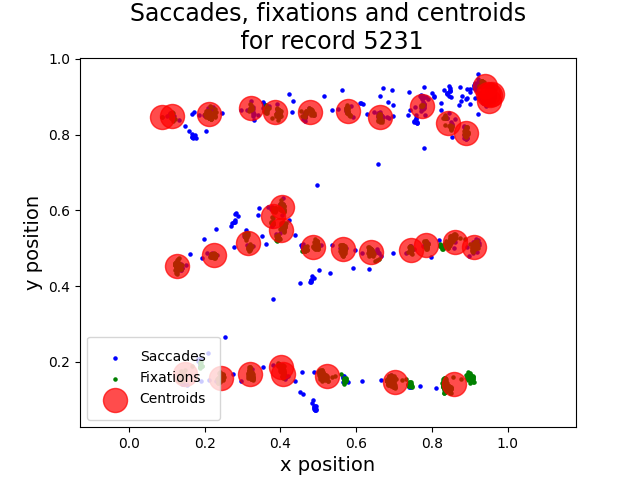 Saccades, fixations and centroids
for record 5231
1.0
0.8
0.6
0.4
0.2
y position
Saccades
Fixations
Centroids
0.0
0.2
0.4
0.6
0.8
1.0
x position